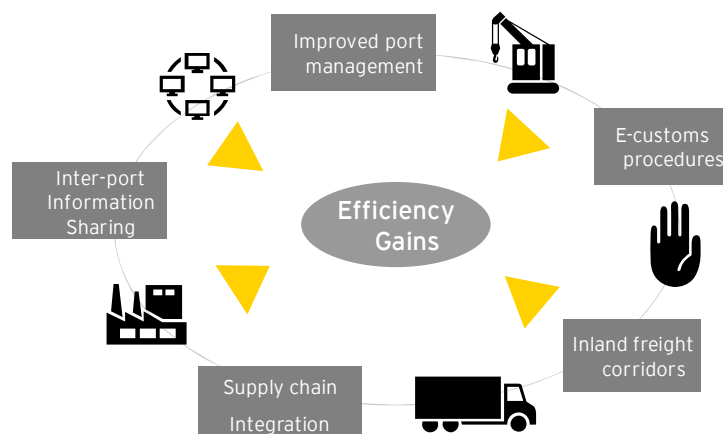 Improved port
management
E-customs
procedures
Inter-port
Information
Sharing
Efficiency
Gains
Inland freight
corridors
Supply chain
Integration